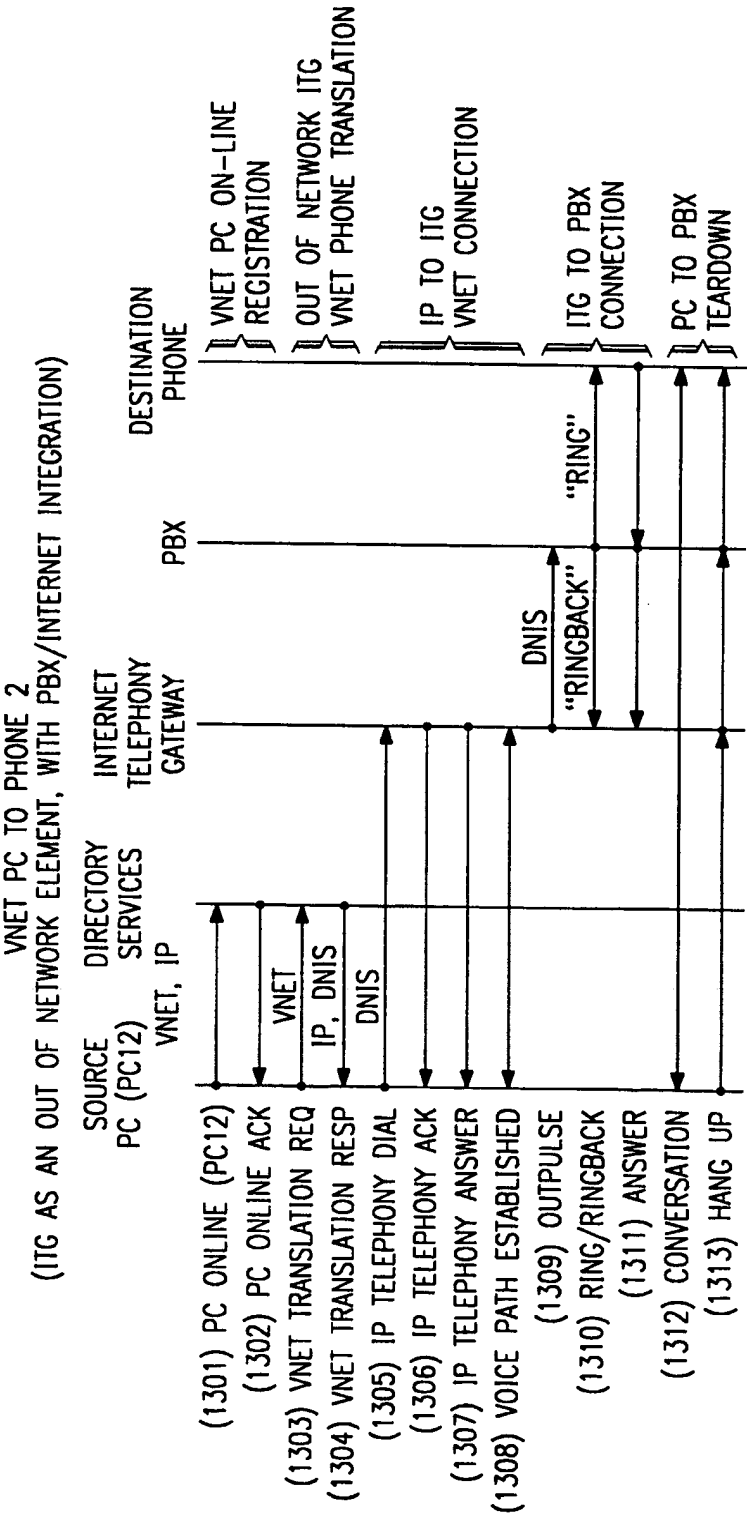 VNET PC TO PHONE 2
(ITG AS AN OUT OF NETWORK ELEMENT, WITH PBX/INTERNET INTEGRATION)
SOURCE
PC (PC12)
DIRECTORY
SERVICES
INTERNET
TELEPHONY
GATEWAY
PBX
DESTINATION
PHONE
VNET, IP
(1301) PC ONLINE (PC12)
(1302) PC ONLINE ACK
VNET PC ON-LINE
REGISTRATION
VNET
(1303) VNET TRANSLATION REQ
IP, DNIS
(1304) VNET TRANSLATION RESP
OUT OF NETWORK ITG
VNET PHONE TRANSLATION
DNIS
(1305) IP TELEPHONY DIAL
(1306) IP TELEPHONY ACK
(1307) IP TELEPHONY ANSWER
(1308) VOICE PATH ESTABLISHED
IP TO ITG
VNET CONNECTION
DNIS
(1309) OUTPULSE
"RINGBACK"
"RING"
(1310) RING/RINGBACK
(1311) ANSWER
ITG TO PBX
CONNECTION
(1312) CONVERSATION
(1313) HANG UP
PC TO PBX
TEARDOWN